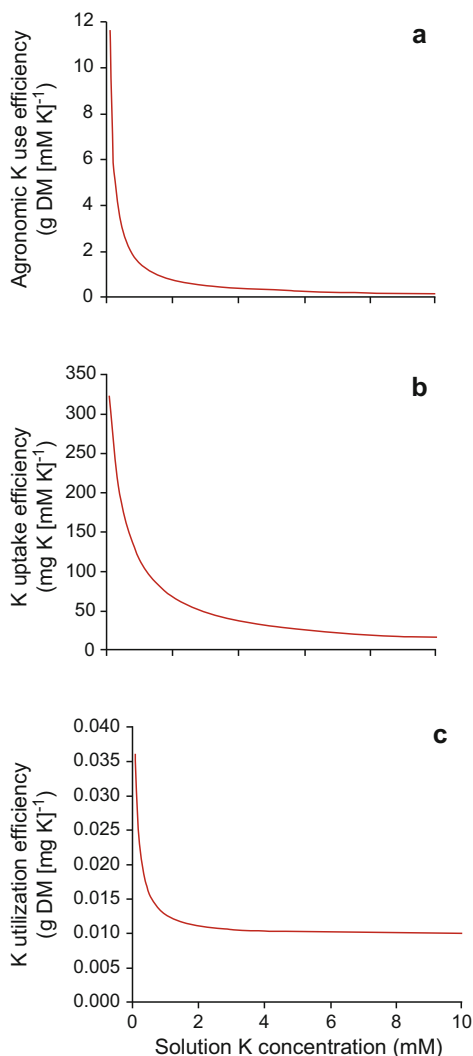 a
Agronomic K use efficiency
(g DM [mM K]-1)
12
10
8
6
4
2
0
b
K uptake efficiency
(mg K [mM K]-1)
350
300
250
200
150
100
50
0
c
K utilization efficiency
(g DM [mg K]-1)
0.040
0.035
0.030
0.025
0.020
0.015
0.010
0.005
0.000
0 2 4 6 8 10
Solution K concentration (mM)